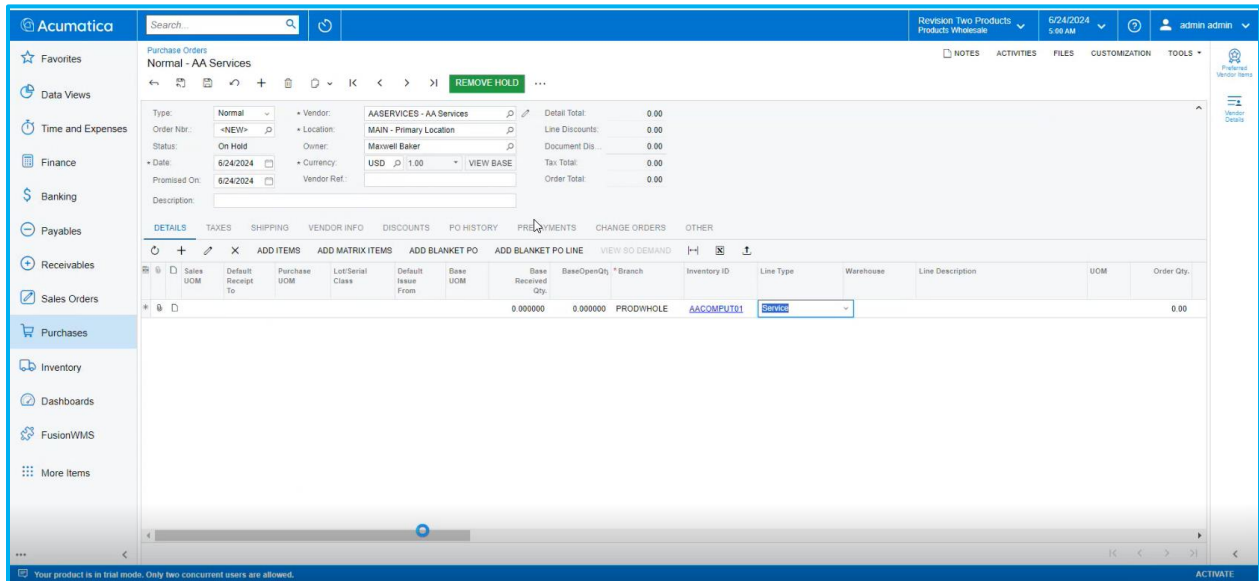 Acumatica
Search...
Revision Two Products
Products Wholesale
6/24/2024
5:00 AM
admin admin
Favorites
Data Views
Time and Expenses
Finance
Banking
Payables
Receivables
Sales Orders
Purchases
Inventory
Dashboards
FusionWMS
More Items
Purchase Orders
Normal - AA Services
NOTES ACTIVITIES FILES CUSTOMIZATION TOOLS
REMOVE HOLD ...
Preferred
Vendor Items
Vendor
Details
Type: Normal Vendor: AASERVICES - AA Services Detail Total: 0.00
Order Nbr.: <NEW> Location: MAIN - Primary Location Line Discounts: 0.00
Status: On Hold Owner: Maxwell Baker Document Dis... 0.00
Date: 6/24/2024 Currency: USD 1.00 VIEW BASE Tax Total: 0.00
Promised On: 6/24/2024 Vendor Ref.: Order Total: 0.00
Description:
DETAILS TAXES SHIPPING VENDOR INFO DISCOUNTS PO HISTORY PREPAYMENTS CHANGE ORDERS OTHER
ADD ITEMS ADD MATRIX ITEMS ADD BLANKET PO ADD BLANKET PO LINE VIEW SO DEMAND
Sales Default Purchase Lot/Serial Default Base Base BaseOpenQty * Branch Inventory ID Line Type Warehouse Line Description UOM Order Qty.
UOM Receipt UOM Class Issue UOM Received
To From Qty.
0.000000 0.000000 PRODWHOLE AACOMPUT01 Service 0.00
Your product is in trial mode. Only two concurrent users are allowed. ACTIVATE